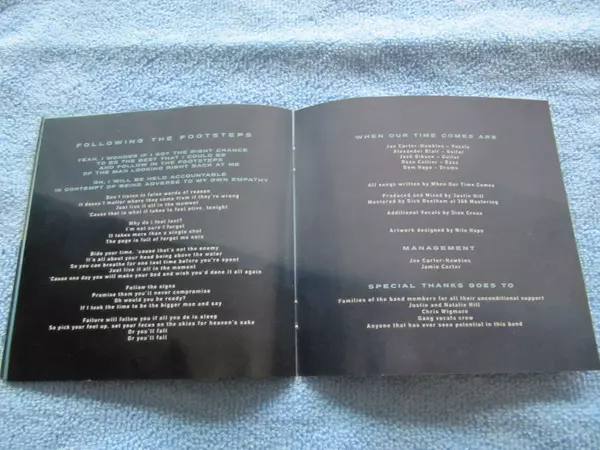 FOLLOWING THE FOOTSTEPS
YEAH, I WONDER IF I GOT THE RIGHT CHANCE
TO BE THE BEST THAT I COULD BE
AND FOLLOW IN THE FOOTSTEPS
OF THE MAN LOOKING RIGHT BACK AT ME
OH, I WILL BE HELD ACCOUNTABLE
IN CONTEMPT OF BEING ADVERSE TO MY OWN EMPATHY
Don't listen to false words of reason
It doesn't matter where they come from if they're wrong
Just live it all in the moment
'Cause that is what it takes to feel alive, tonight
Why do I feel lost?
I'm not sure I forgot
It takes more than a single shot
The page is full of forget me nots
Bide your time, 'cause that's not the enemy
It's all about your head being above the water
So you can breathe for one last time before you're spent
Just live it all in the moment
'Cause one day you will make your bed and wish you'd done it all again
Follow the signs
Promise them you'll never compromise
Oh would you be ready?
If I took the time to be the bigger man and say
Failure will follow you if all you do is sleep
So pick your feet up, set your focus on the skies for heaven's sake
Or you'll fall
Or you'll fall
WHEN OUR TIME COMES ARE
Joe Carter-Hawkins – Vocals
Alexander Blair – Guitar
Jack Gibson – Guitar
Ross Collier – Bass
Dom Hope – Drums
All songs written by When Our Time Comes
Produced and Mixed by Justin Hill
Mastered by Dick Beetham at 360 Mastering
Additional Vocals by Sian Cross
Artwork designed by Nilo Hope
MANAGEMENT
Joe Carter-Hawkins
Jamie Carter
SPECIAL THANKS GOES TO
Families of the band members for all their unconditional support
Justin and Natalie Hill
Chris Wigmore
Gang vocals crew
Anyone that has ever seen potential in this band